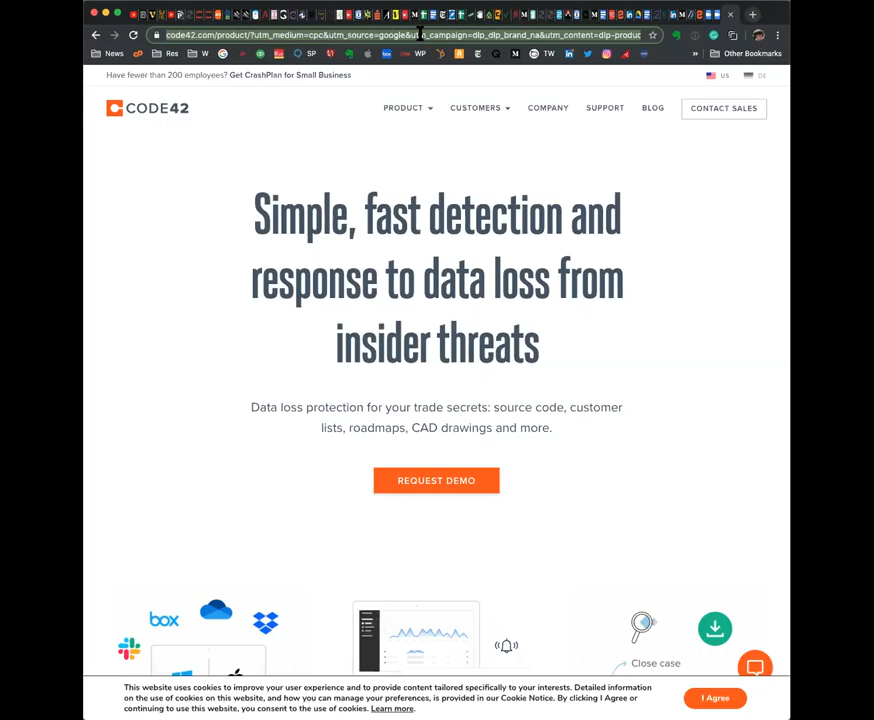 code42.com/product/?utm_medium=cpc&utm_source=google&utm_campaign=dlp_dlp_brand_na&utm_content=dlp-produc
News Res W SP WP TW » Other Bookmarks
Have fewer than 200 employees? Get CrashPlan for Small Business US DE
CODE42 PRODUCT CUSTOMERS COMPANY SUPPORT BLOG CONTACT SALES
Simple, fast detection and
response to data loss from
insider threats
Data loss protection for your trade secrets: source code, customer
lists, roadmaps, CAD drawings and more.
REQUEST DEMO
box
Close case
This website uses cookies to improve your user experience and to provide content tailored specifically to your interests. Detailed information
on the use of cookies on this website, and how you can manage your preferences, is provided in our Cookie Notice. By clicking I Agree or
continuing to use this website, you consent to the use of cookies. Learn more.
I Agree